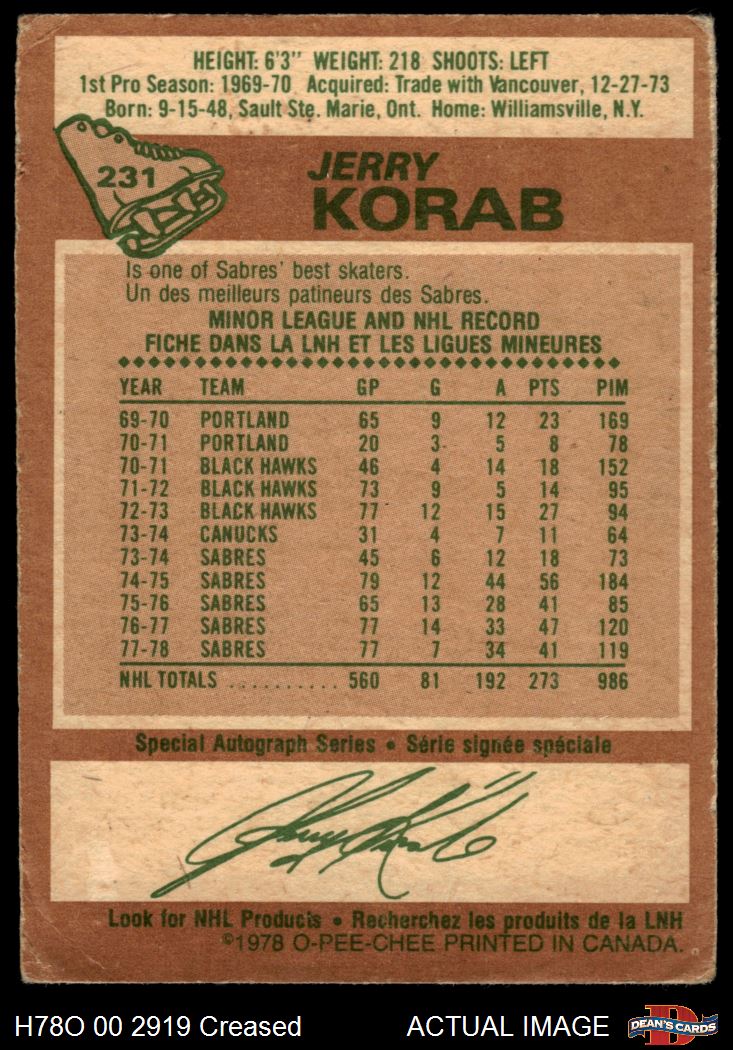 HEIGHT: 6'3" WEIGHT: 218 SHOOTS: LEFT
1st Pro Season: 1969-70 Acquired: Trade with Vancouver, 12-27-73
Born: 9-15-48, Sault Ste. Marie, Ont. Home: Williamsville, N.Y.
231
JERRY
KORAB
Is one of Sabres' best skaters.
Un des meilleurs patineurs des Sabres.
MINOR LEAGUE AND NHL RECORD
FICHE DANS LA LNH ET LES LIGUES MINEURES
YEAR TEAM GP G A PTS PIM
69-70 PORTLAND 65 9 12 23 169
70-71 PORTLAND 20 3 5 8 78
70-71 BLACK HAWKS 46 4 14 18 152
71-72 BLACK HAWKS 73 9 5 14 95
72-73 BLACK HAWKS 77 12 15 27 94
73-74 CANUCKS 31 4 7 11 64
73-74 SABRES 45 6 12 18 73
74-75 SABRES 79 12 44 56 184
75-76 SABRES 65 13 28 41 85
76-77 SABRES 77 14 33 47 120
77-78 SABRES 77 7 34 41 119
NHL TOTALS .......... 560 81 192 273 986
Special Autograph Series • Série signée spéciale
Jerry Korab
Look for NHL Products • Recherchez les produits de la LNH
©1978 O-PEE-CHEE PRINTED IN CANADA.
H78O 00 2919 Creased ACTUAL IMAGE
DEAN'S CARDS